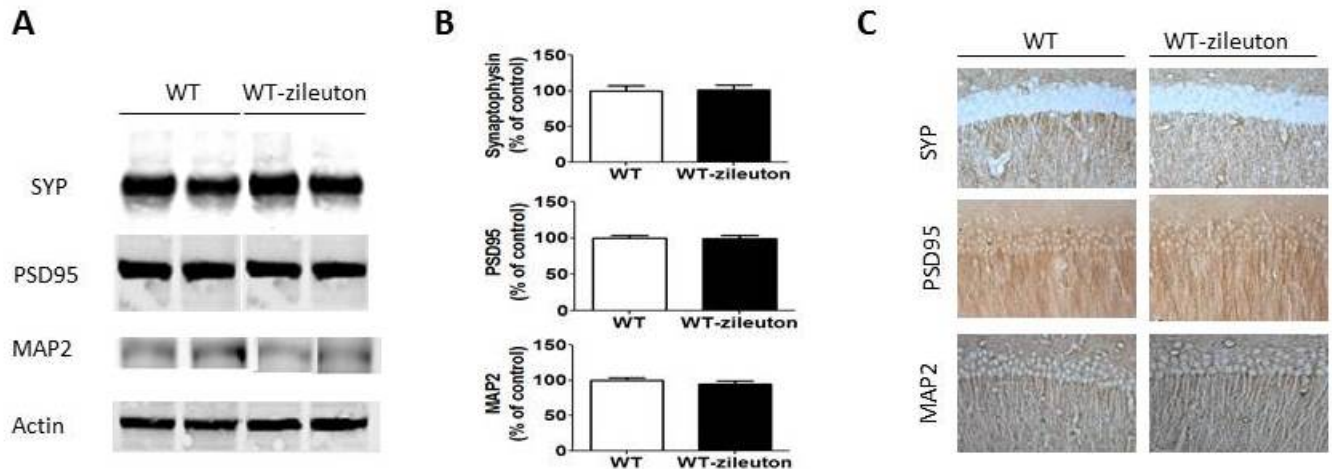 A
WT WT-zileuton
SYP
PSD95
MAP2
Actin
B
Synaptophysin
(% of control)
150
100
50
0
WT WT-zileuton
PSD95
(% of control)
150
100
50
0
WT WT-zileuton
MAP2
(% of control)
150
100
50
0
WT WT-zileuton
C
WT WT-zileuton
SYP
PSD95
MAP2